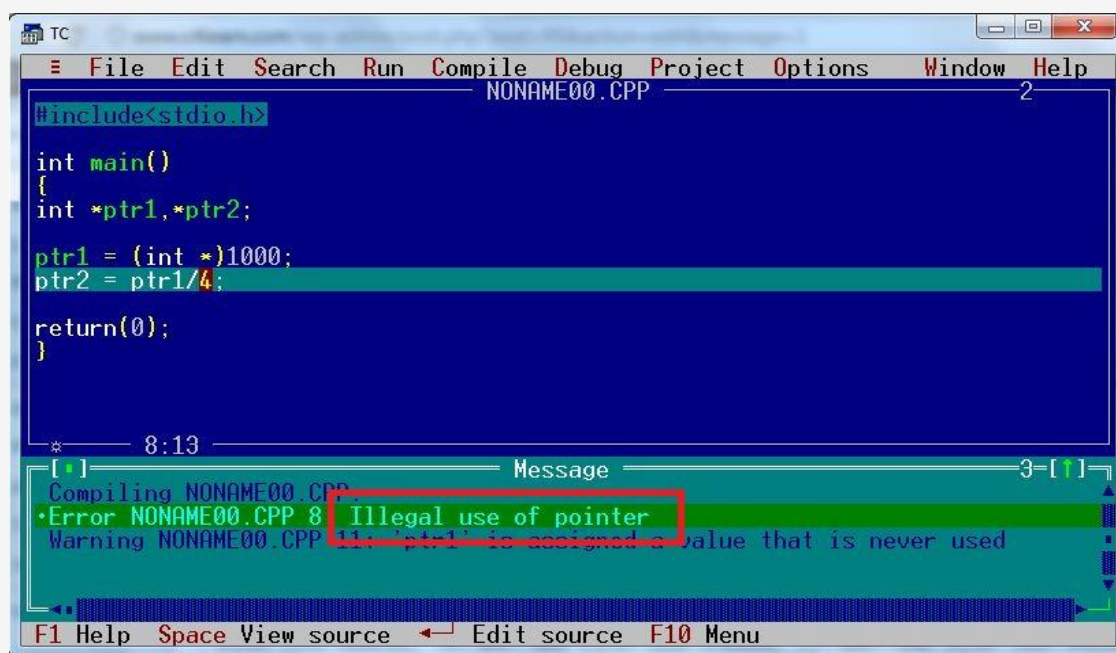 TC
≡ File Edit Search Run Compile Debug Project Options Window Help
NONAME00.CPP 2
#include<stdio.h>
int main()
{
int *ptr1,*ptr2;
ptr1 = (int *)1000;
ptr2 = ptr1/4;
return(0);
}
8:13
[▪] Message 3=[↑]
Compiling NONAME00.CPP:
•Error NONAME00.CPP 8: Illegal use of pointer
Warning NONAME00.CPP 11: 'ptr1' is assigned a value that is never used
F1 Help Space View source ◄─┘ Edit source F10 Menu